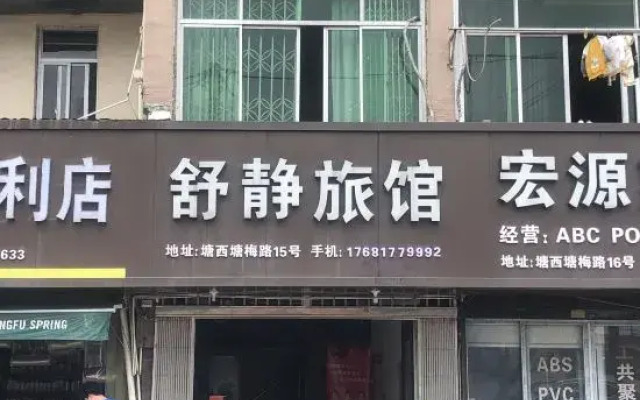 利店
633
NGFU SPRING
舒静旅馆
地址:塘西塘梅路15号 手机:17681779992
宏源
经营: ABC PO
地址:塘西塘梅路16号
ABS
PVC
工共聚